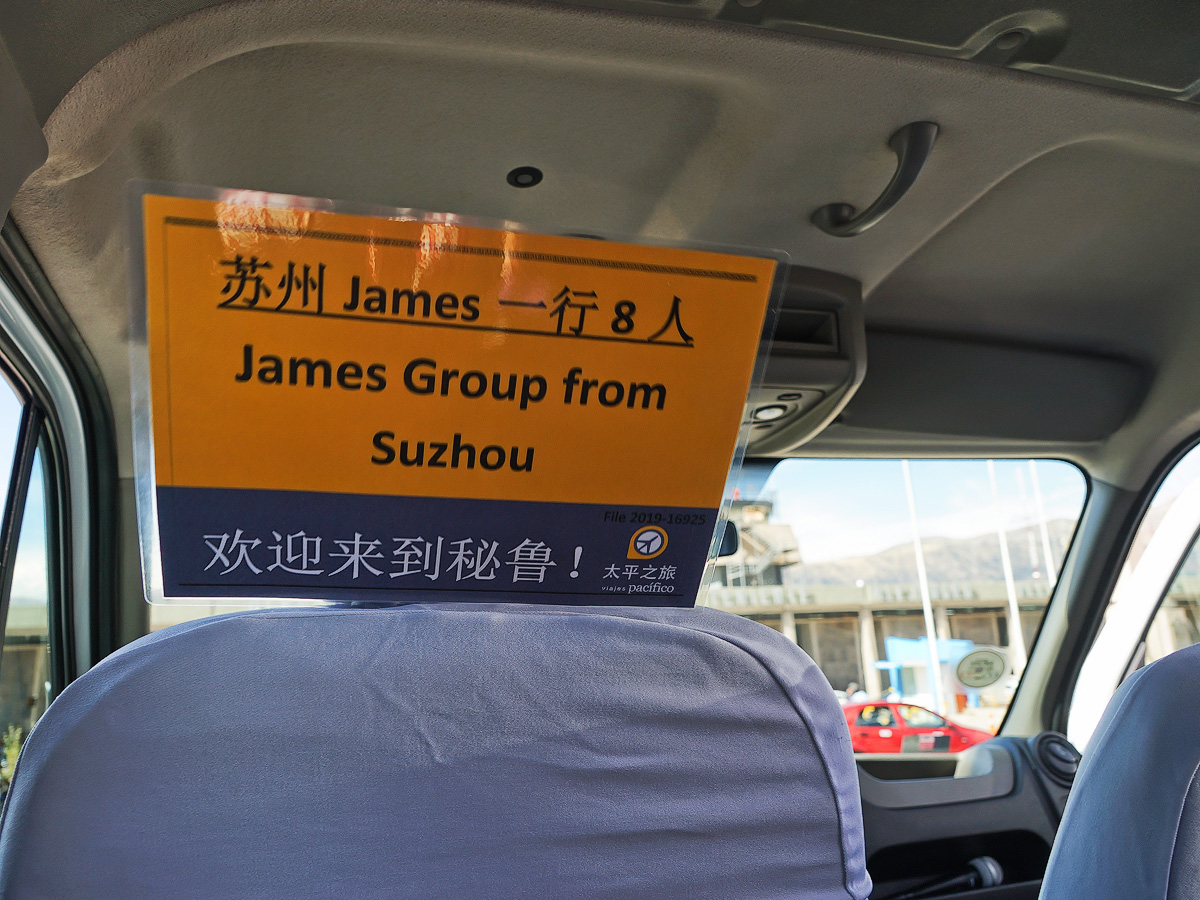 苏州 James 一行 8 人
James Group from
Suzhou
File 2019-16925
欢迎来到秘鲁！
太平之旅
viajes pacífico